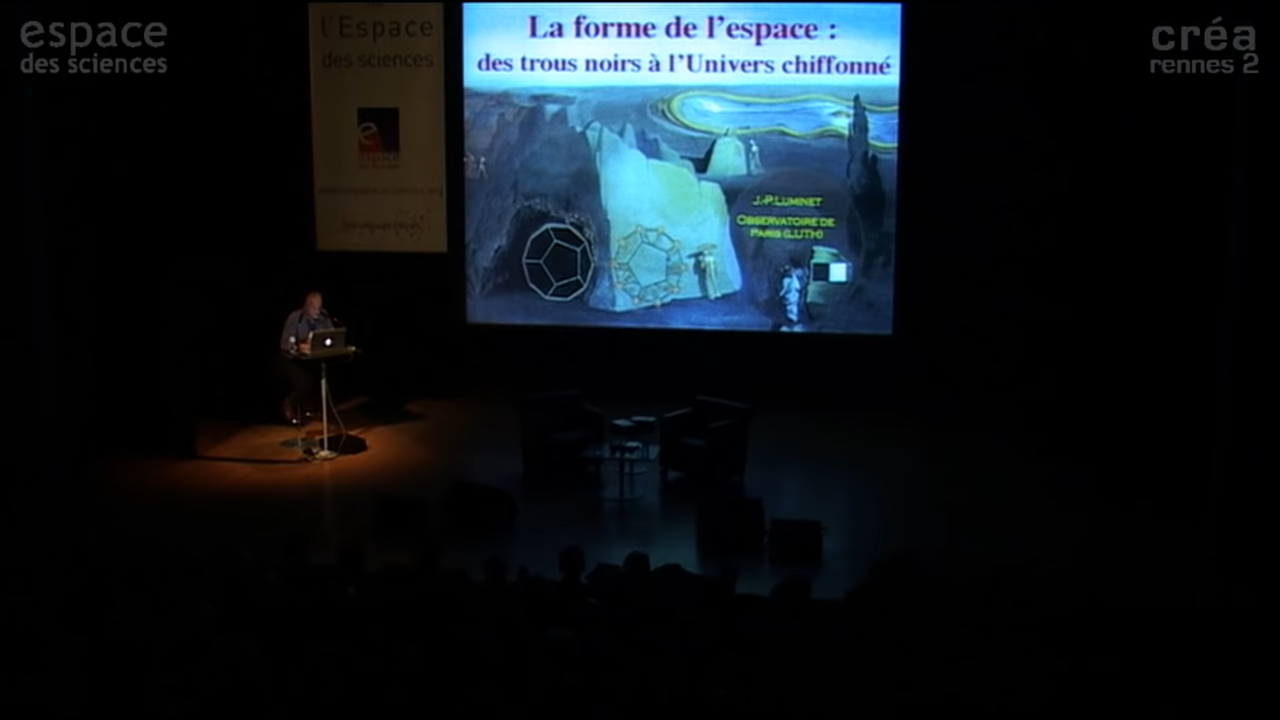 espace
des sciences
l'Espace
des sciences
e
espace
La forme de l'espace :
des trous noirs à l'Univers chiffonné
J.-P.LUMINET
OBSERVATOIRE DE
PARIS (LUTH)
créa
rennes 2